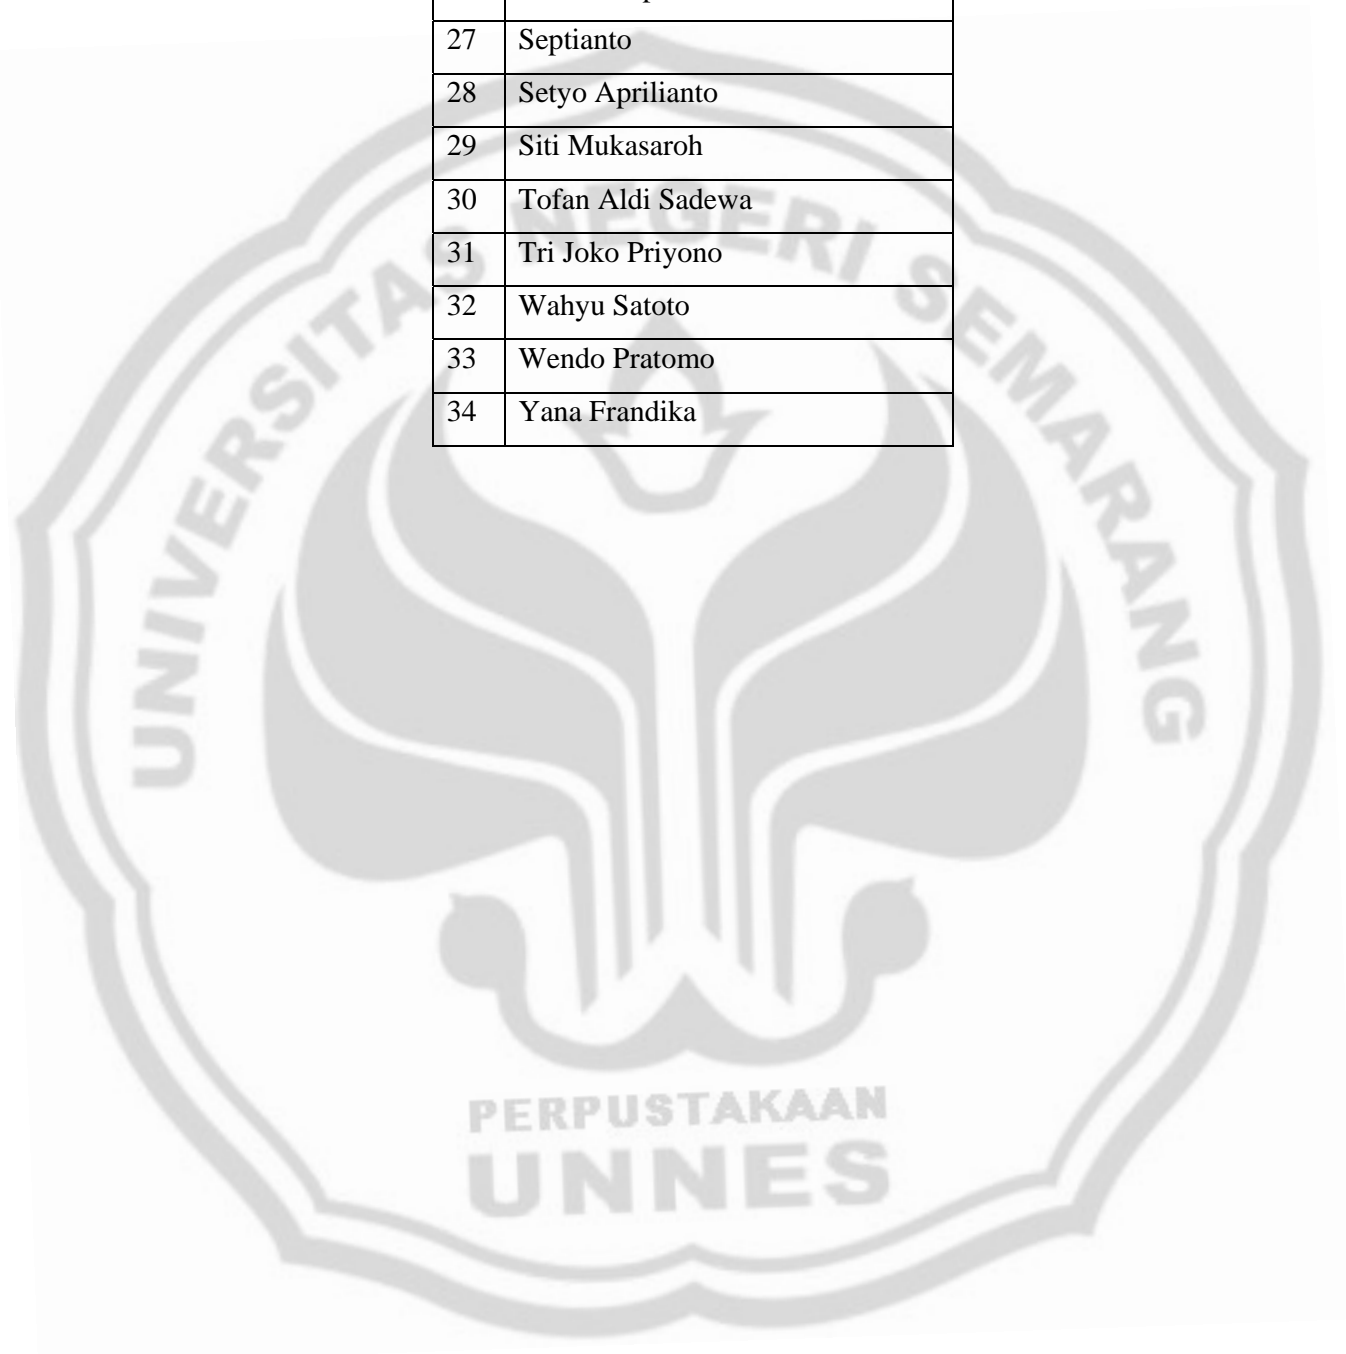 27 Septianto
28 Setyo Aprilianto
29 Siti Mukasaroh
30 Tofan Aldi Sadewa
31 Tri Joko Priyono
32 Wahyu Satoto
33 Wendo Pratomo
34 Yana Frandika
UNIVERSITAS NEGERI SEMARANG
PERPUSTAKAAN
UNNES